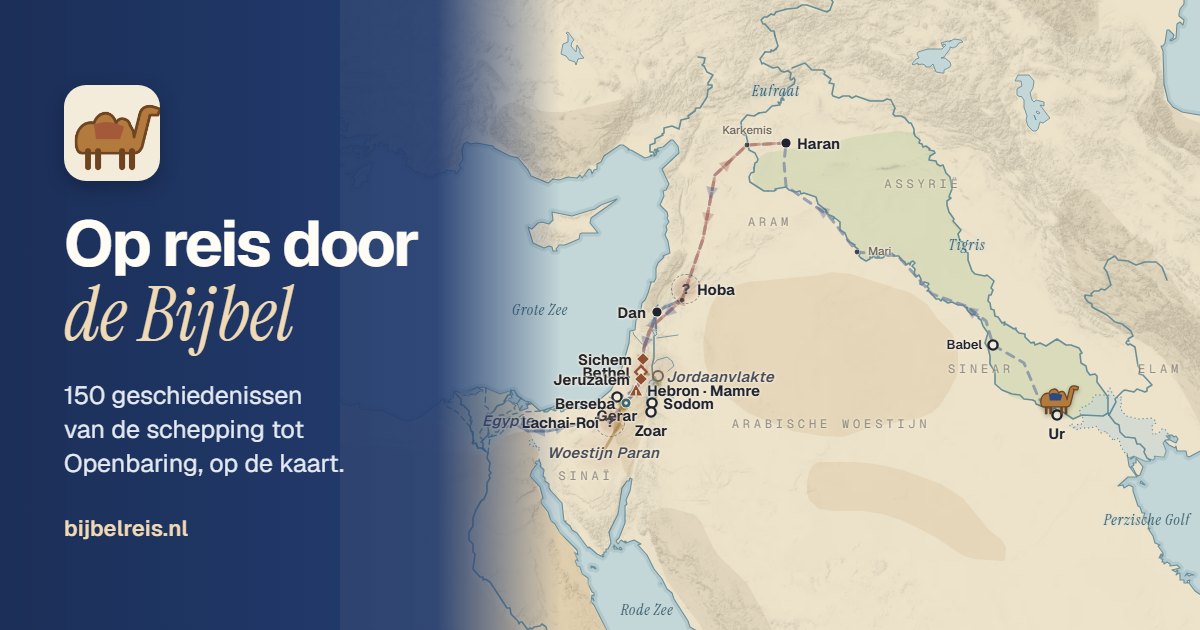 Op reis door
de Bijbel
150 geschiedenissen
van de schepping tot
Openbaring, op de kaart.
bijbelreis.nl
Eufraat
Karkemis
Haran
ASSYRIË
ARAM
Tigris
Mari
Hoba
?
Grote Zee
Dan
Babel
SINEAR
ELAM
Sichem
Bethel
Jeruzalem
Jordaanvlakte
Hebron · Mamre
Berseba
Sodom
Gerar
Lachai-Roi
?
Zoar
ARABISCHE WOESTIJN
Ur
Woestijn Paran
SINAÏ
Perzische Golf
Rode Zee